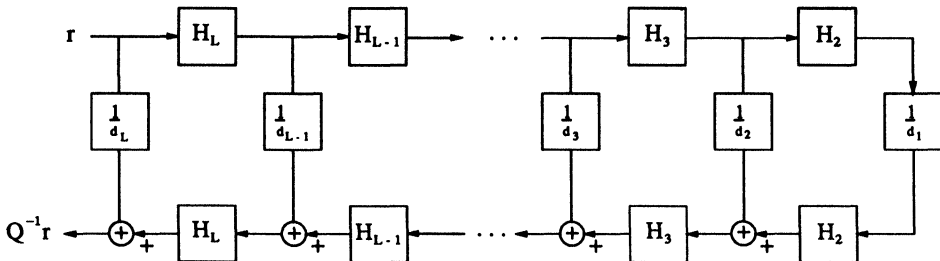 r H_L H_{L-1} ... H_3 H_2
1/d_L 1/d_{L-1} 1/d_3 1/d_2 1/d_1
Q^{-1}r + + H_L + + H_{L-1} ... + + H_3 + + H_2